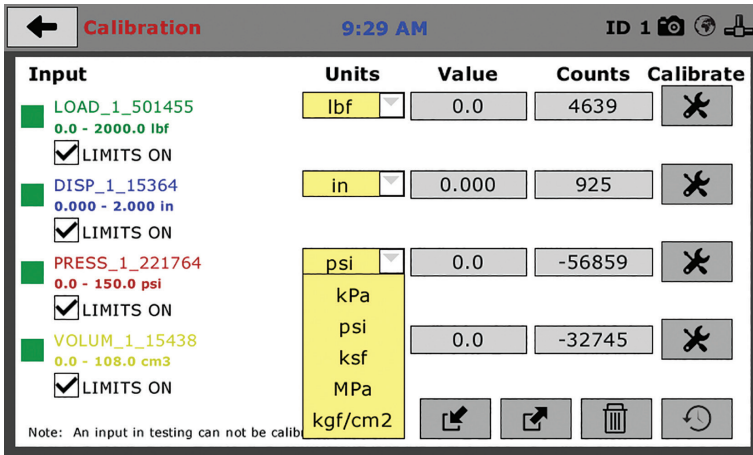 Calibration 9:29 AM ID 1
Input Units Value Counts Calibrate
LOAD_1_501455 lbf 0.0 4639
0.0 - 2000.0 lbf
LIMITS ON
DISP_1_15364 in 0.000 925
0.000 - 2.000 in
LIMITS ON
PRESS_1_221764 psi 0.0 -56859
0.0 - 150.0 psi
LIMITS ON
kPa
psi
ksf
MPa
kgf/cm2
VOLUM_1_15438 0.0 -32745
0.0 - 108.0 cm3
LIMITS ON
Note: An input in testing can not be calib